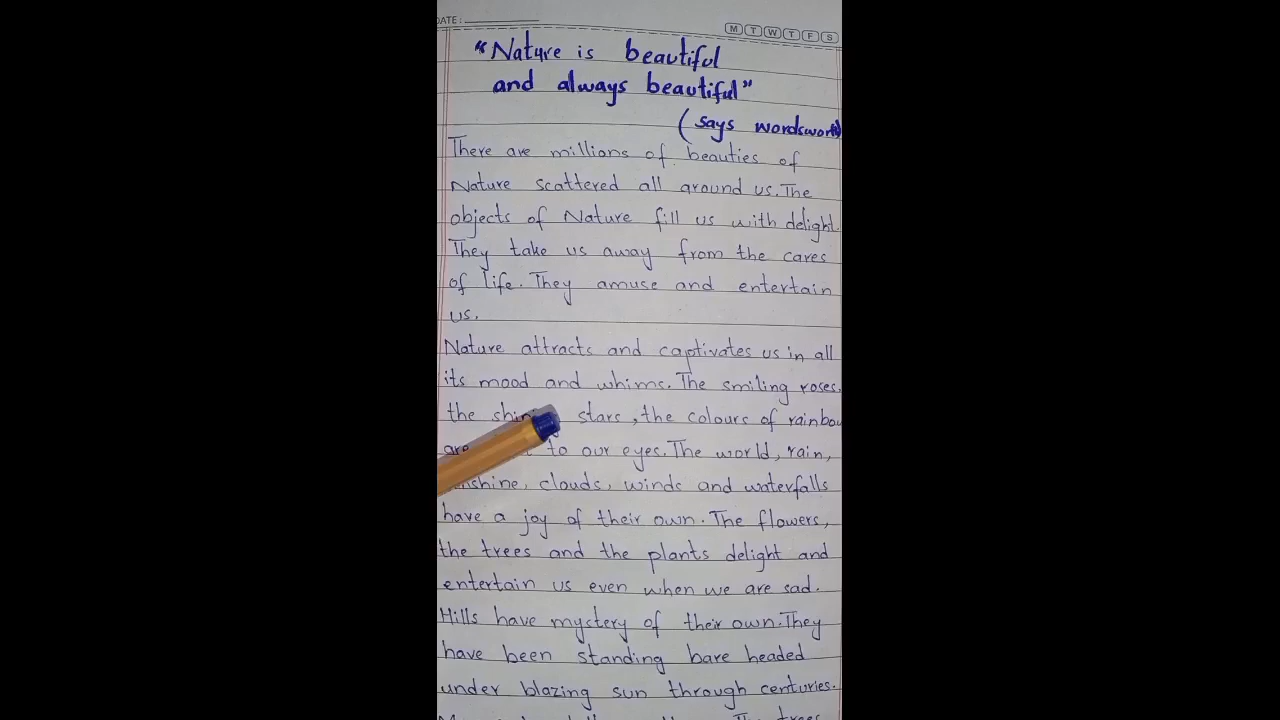 DATE:
M T W T F S
"Nature is beautiful
and always beautiful"
(says wordsworth
There are millions of beauties of
Nature scattered all around us. The
objects of Nature fill us with delight.
They take us away from the cares
of life. They amuse and entertain
us.
Nature attracts and captivates us in all
its mood and whims. The smiling roses,
the stars, the colours of rainbow
are to our eyes. The world, rain,
clouds, winds and waterfalls
have a joy of their own. The flowers,
the trees and the plants delight and
entertain us even when we are sad.
Hills have mystery of their own. They
have been standing bare headed
under blazing sun through centuries.
The trees